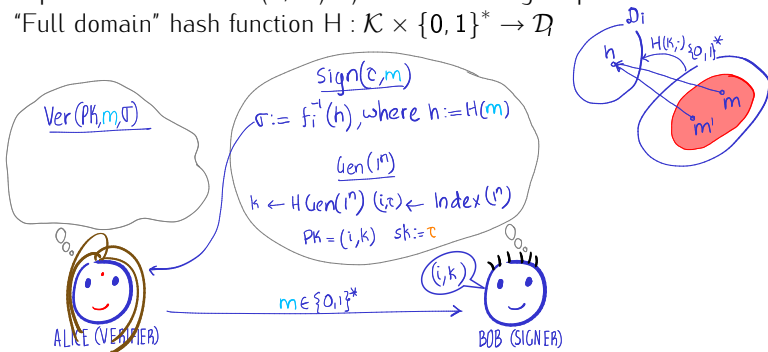 "Full domain" hash function H : 𝒦 × {0, 1}* → 𝒟i
Di
H(k,·)
{0,1}*
h
m
m'
Sign(τ,m)
σ := fi⁻¹(h), where h := H(m)
Gen(1ⁿ)
k ← HGen(1ⁿ) (i,τ) ← Index(1ⁿ)
PK = (i,k) sk := τ
Ver(PK,m,σ)
(i,k)
m ∈ {0,1}*
ALICE (VERIFIER)
BOB (SIGNER)